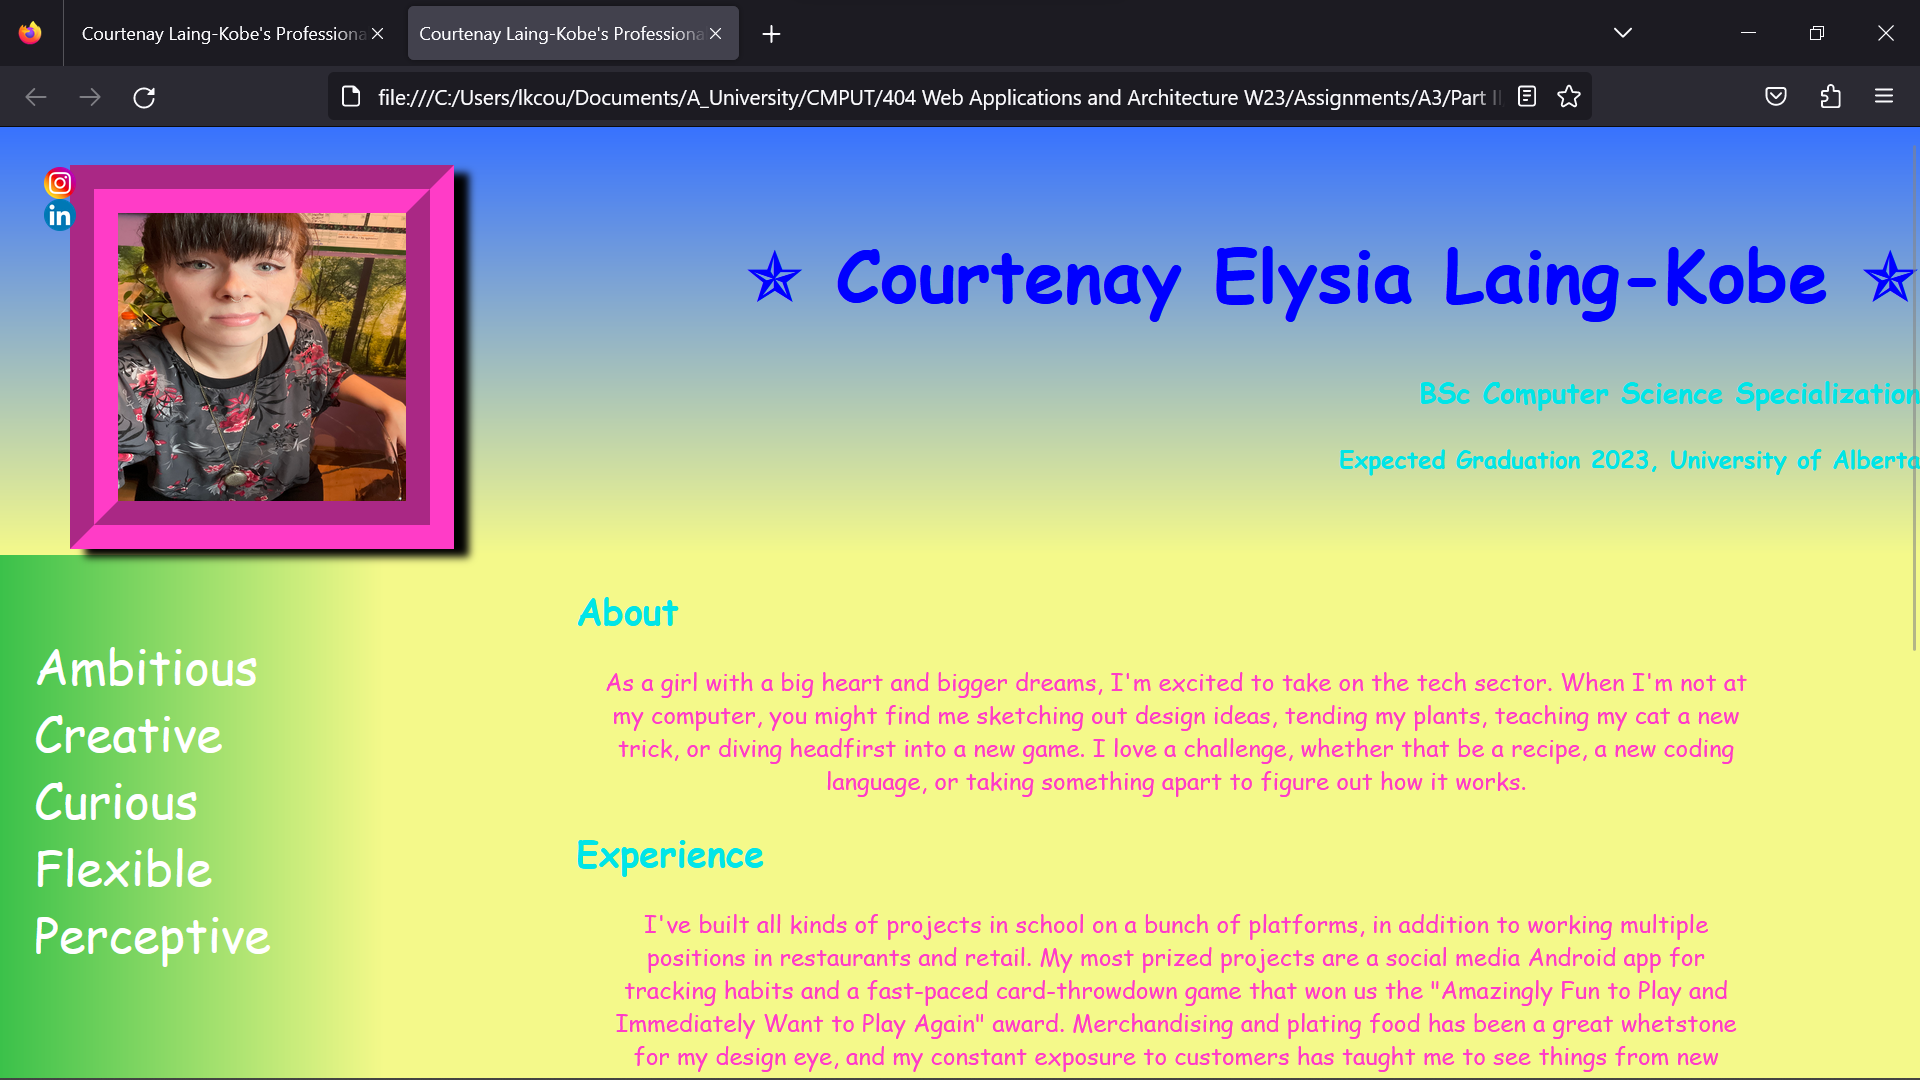 Courtenay Laing-Kobe's Professiona
Courtenay Laing-Kobe's Professiona
file:///C:/Users/lkcou/Documents/A_University/CMPUT/404 Web Applications and Architecture W23/Assignments/A3/Part I
in
✯ Courtenay Elysia Laing-Kobe ✯
BSc Computer Science Specialization
Expected Graduation 2023, University of Alberta
Ambitious
Creative
Curious
Flexible
Perceptive
About
As a girl with a big heart and bigger dreams, I'm excited to take on the tech sector. When I'm not at
my computer, you might find me sketching out design ideas, tending my plants, teaching my cat a new
trick, or diving headfirst into a new game. I love a challenge, whether that be a recipe, a new coding
language, or taking something apart to figure out how it works.
Experience
I've built all kinds of projects in school on a bunch of platforms, in addition to working multiple
positions in restaurants and retail. My most prized projects are a social media Android app for
tracking habits and a fast-paced card-throwdown game that won us the "Amazingly Fun to Play and
Immediately Want to Play Again" award. Merchandising and plating food has been a great whetstone
for my design eye, and my constant exposure to customers has taught me to see things from new